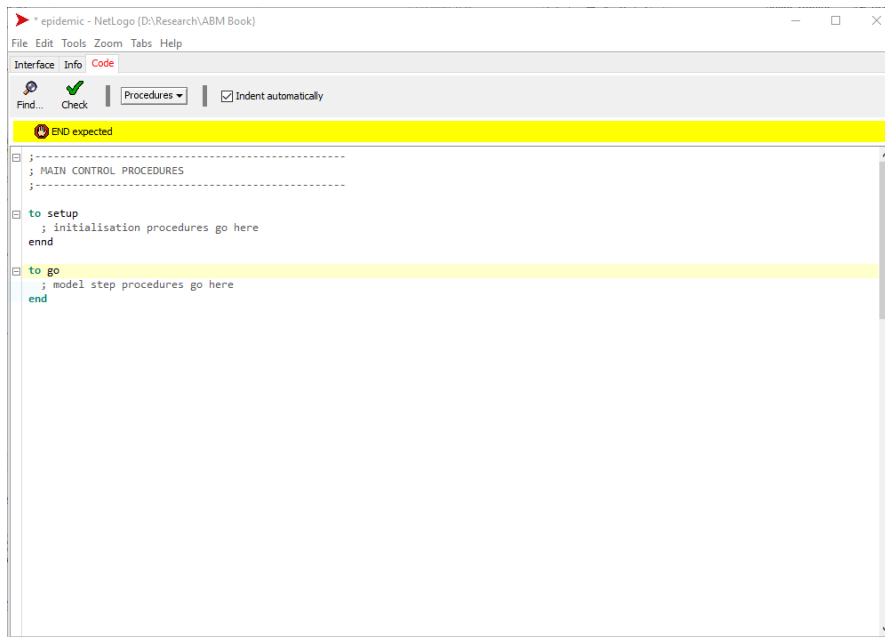 * epidemic - NetLogo {D:\Research\ABM Book}
File Edit Tools Zoom Tabs Help
Interface Info Code
Find... Check Procedures Indent automatically
END expected
;--------------------------------------------------
; MAIN CONTROL PROCEDURES
;--------------------------------------------------
to setup
; initialisation procedures go here
ennd
to go
; model step procedures go here
end